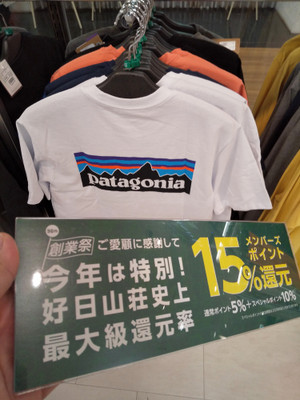 patagonia
創業祭 ご愛顧に感謝して
今年は特別!
好日山荘史上
最大級還元率
メンバーズ
ポイント
15%還元
通常ポイント5%+スペシャルポイント10%